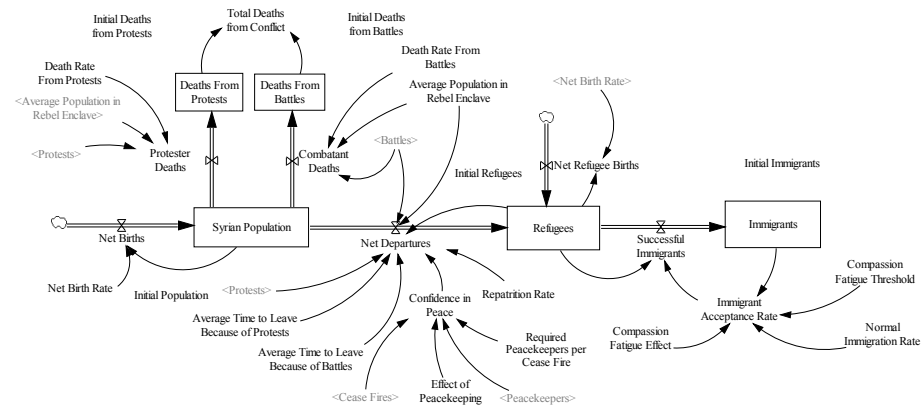 Initial Deaths
from Protests
Total Deaths
from Conflict
Initial Deaths
from Battles
Death Rate
From Protests
Deaths From
Protests
Deaths From
Battles
Death Rate From
Battles
Average Population in
Rebel Enclave
<Net Birth Rate>
<Average Population in
Rebel Enclave>
<Protests>
Protester
Deaths
Combatant
Deaths
<Battles>
Initial Refugees
Net Refugee Births
Initial Immigrants
Net Births
Syrian Population
Net Departures
Refugees
Successful
Immigrants
Immigrants
Net Birth Rate
Initial Population
<Protests>
Average Time to Leave
Because of Protests
Average Time to Leave
Because of Battles
Confidence in
Peace
Repatrition Rate
Required
Peacekeepers per
Cease Fire
<Cease Fires>
Effect of
Peacekeeping
<Peacekeepers>
Immigrant
Acceptance Rate
Compassion
Fatigue Threshold
Compassion
Fatigue Effect
Normal
Immigration Rate